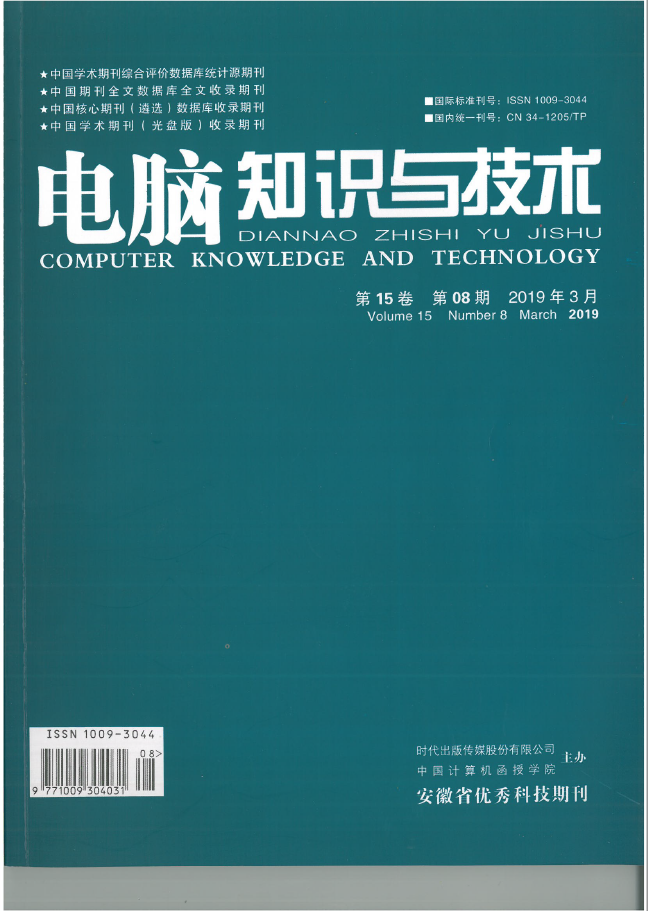 ★中国学术期刊综合评价数据库统计源期刊
★中国期刊全文数据库全文收录期刊
★中国核心期刊（遴选）数据库收录期刊
★中国学术期刊（光盘版）收录期刊
■国际标准刊号：ISSN 1009-3044
■国内统一刊号：CN 34-1205/TP
电脑知识与技术
DIANNAO ZHISHI YU JISHU
COMPUTER KNOWLEDGE AND TECHNOLOGY
第15卷 第08期 2019年3月
Volume 15 Number 8 March 2019
ISSN 1009-3044
08>
9 771009 304031
时代出版传媒股份有限公司
中国计算机函授学院
主办
安徽省优秀科技期刊